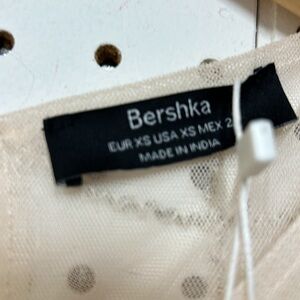 Bershka
EUR XS USA XS MEX 2
MADE IN INDIA